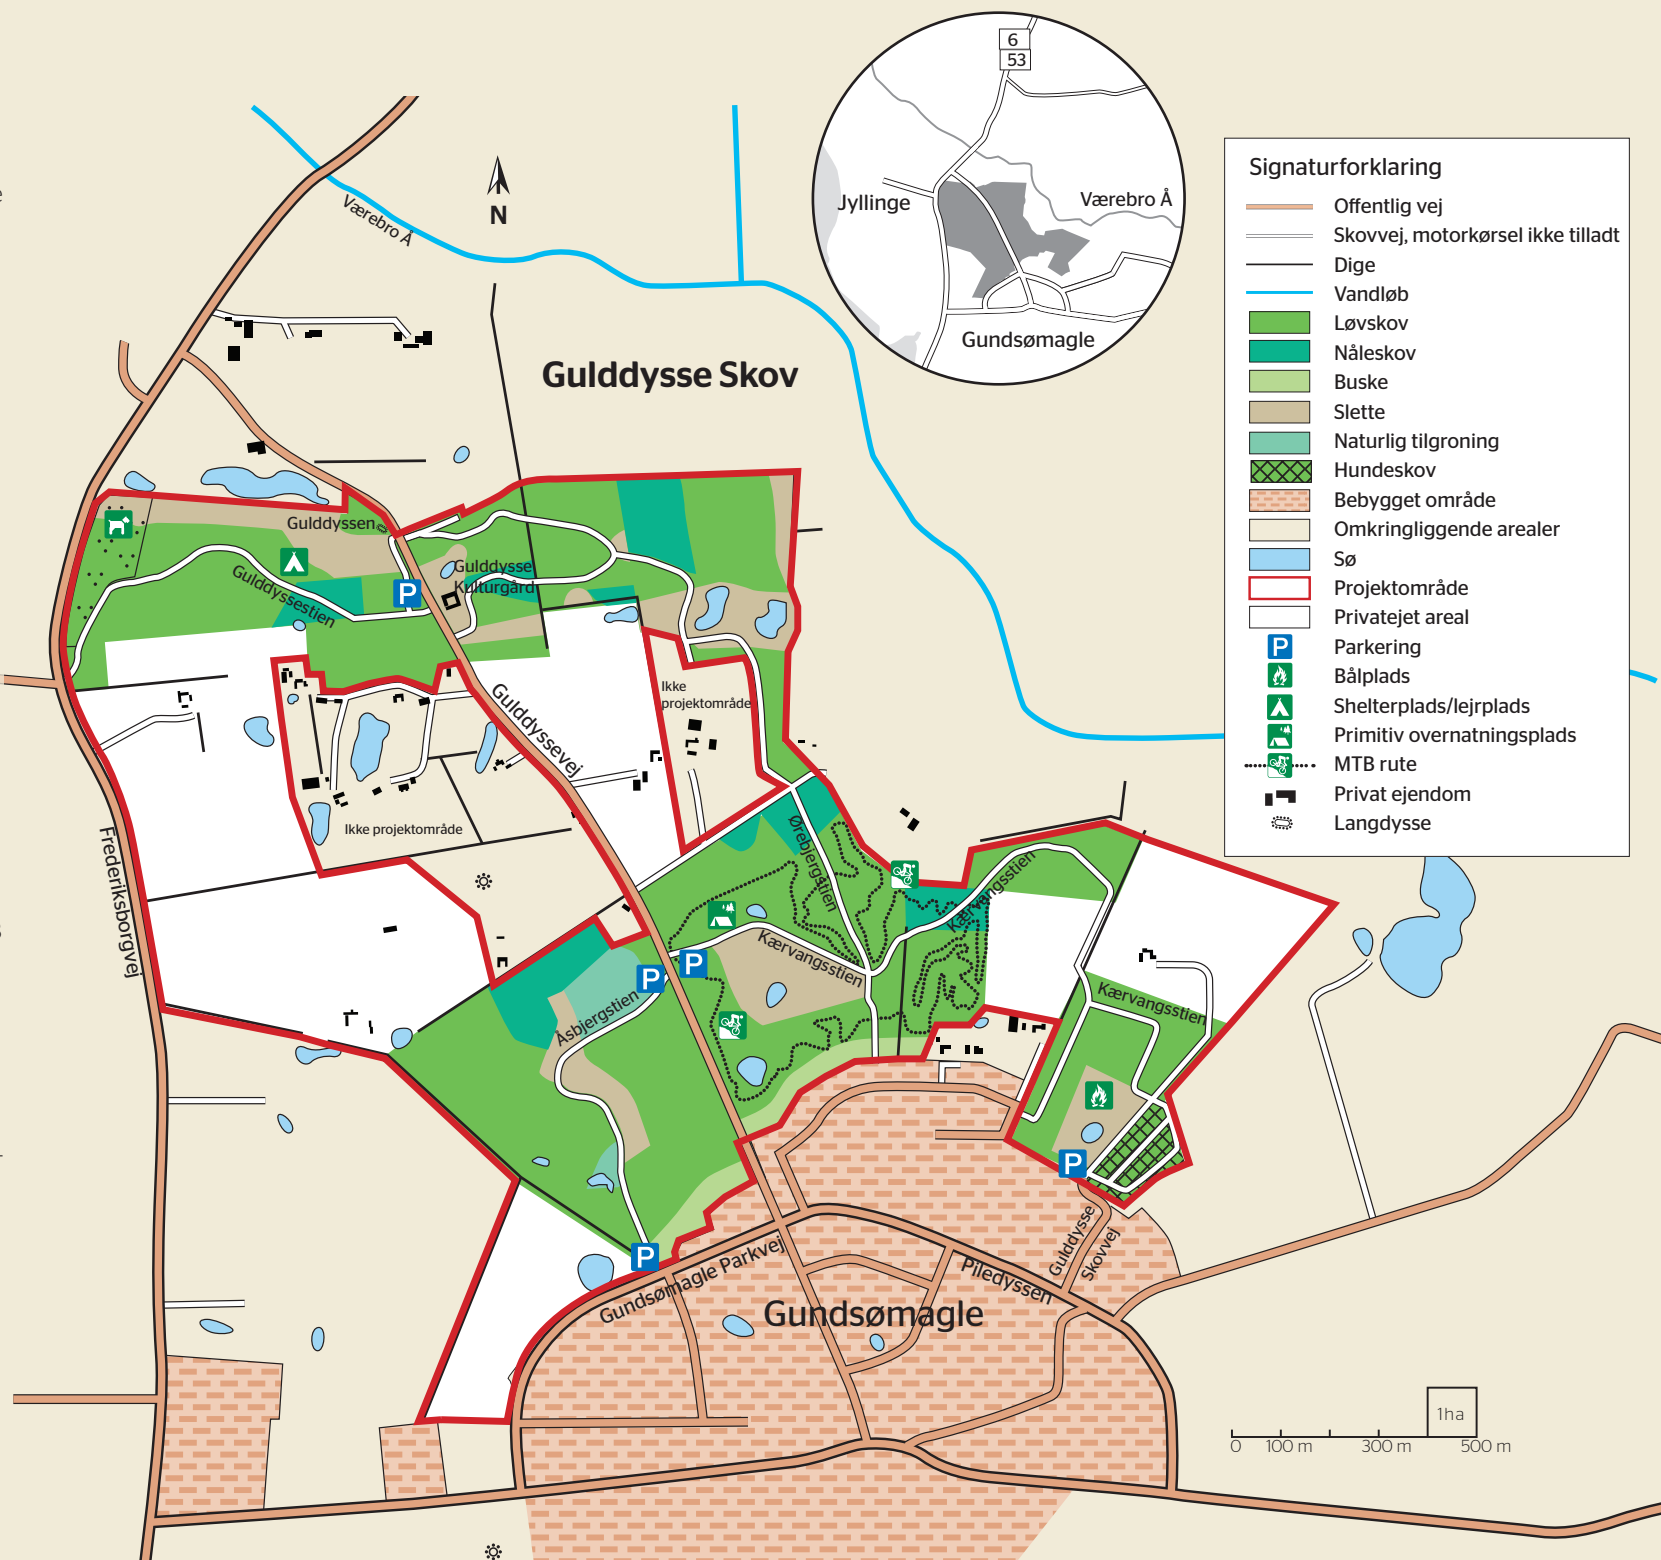 6
53
Jyllinge
Værebro Å
Gundsømagle
Værebro Å
N
Gulddysse Skov
Signaturforklaring
Offentlig vej
Skovvej, motorkørsel ikke tilladt
Dige
Vandløb
Løvskov
Nåleskov
Buske
Slette
Naturlig tilgroning
Hundeskov
Bebygget område
Omkringliggende arealer
Sø
Projektområde
Privatejet areal
P Parkering
Bålplads
Shelterplads/lejrplads
Primitiv overnatningsplads
MTB rute
Privat ejendom
Langdysse
Gulddyssen
Gulddyssestien
P
Gulddysse
Kulturgård
Ikke
projektområde
Gulddyssevej
Ikke projektområde
Frederiksborgvej
Ørebjergstien
Kærvangsstien
Kærvangsstien
Kærvangsstien
P
P
Åsbjergstien
P
Gulddysse
Skovvej
P
Gundsømagle Parkvej
Piledyssen
Gundsømagle
1ha
0
100 m
300 m
500 m